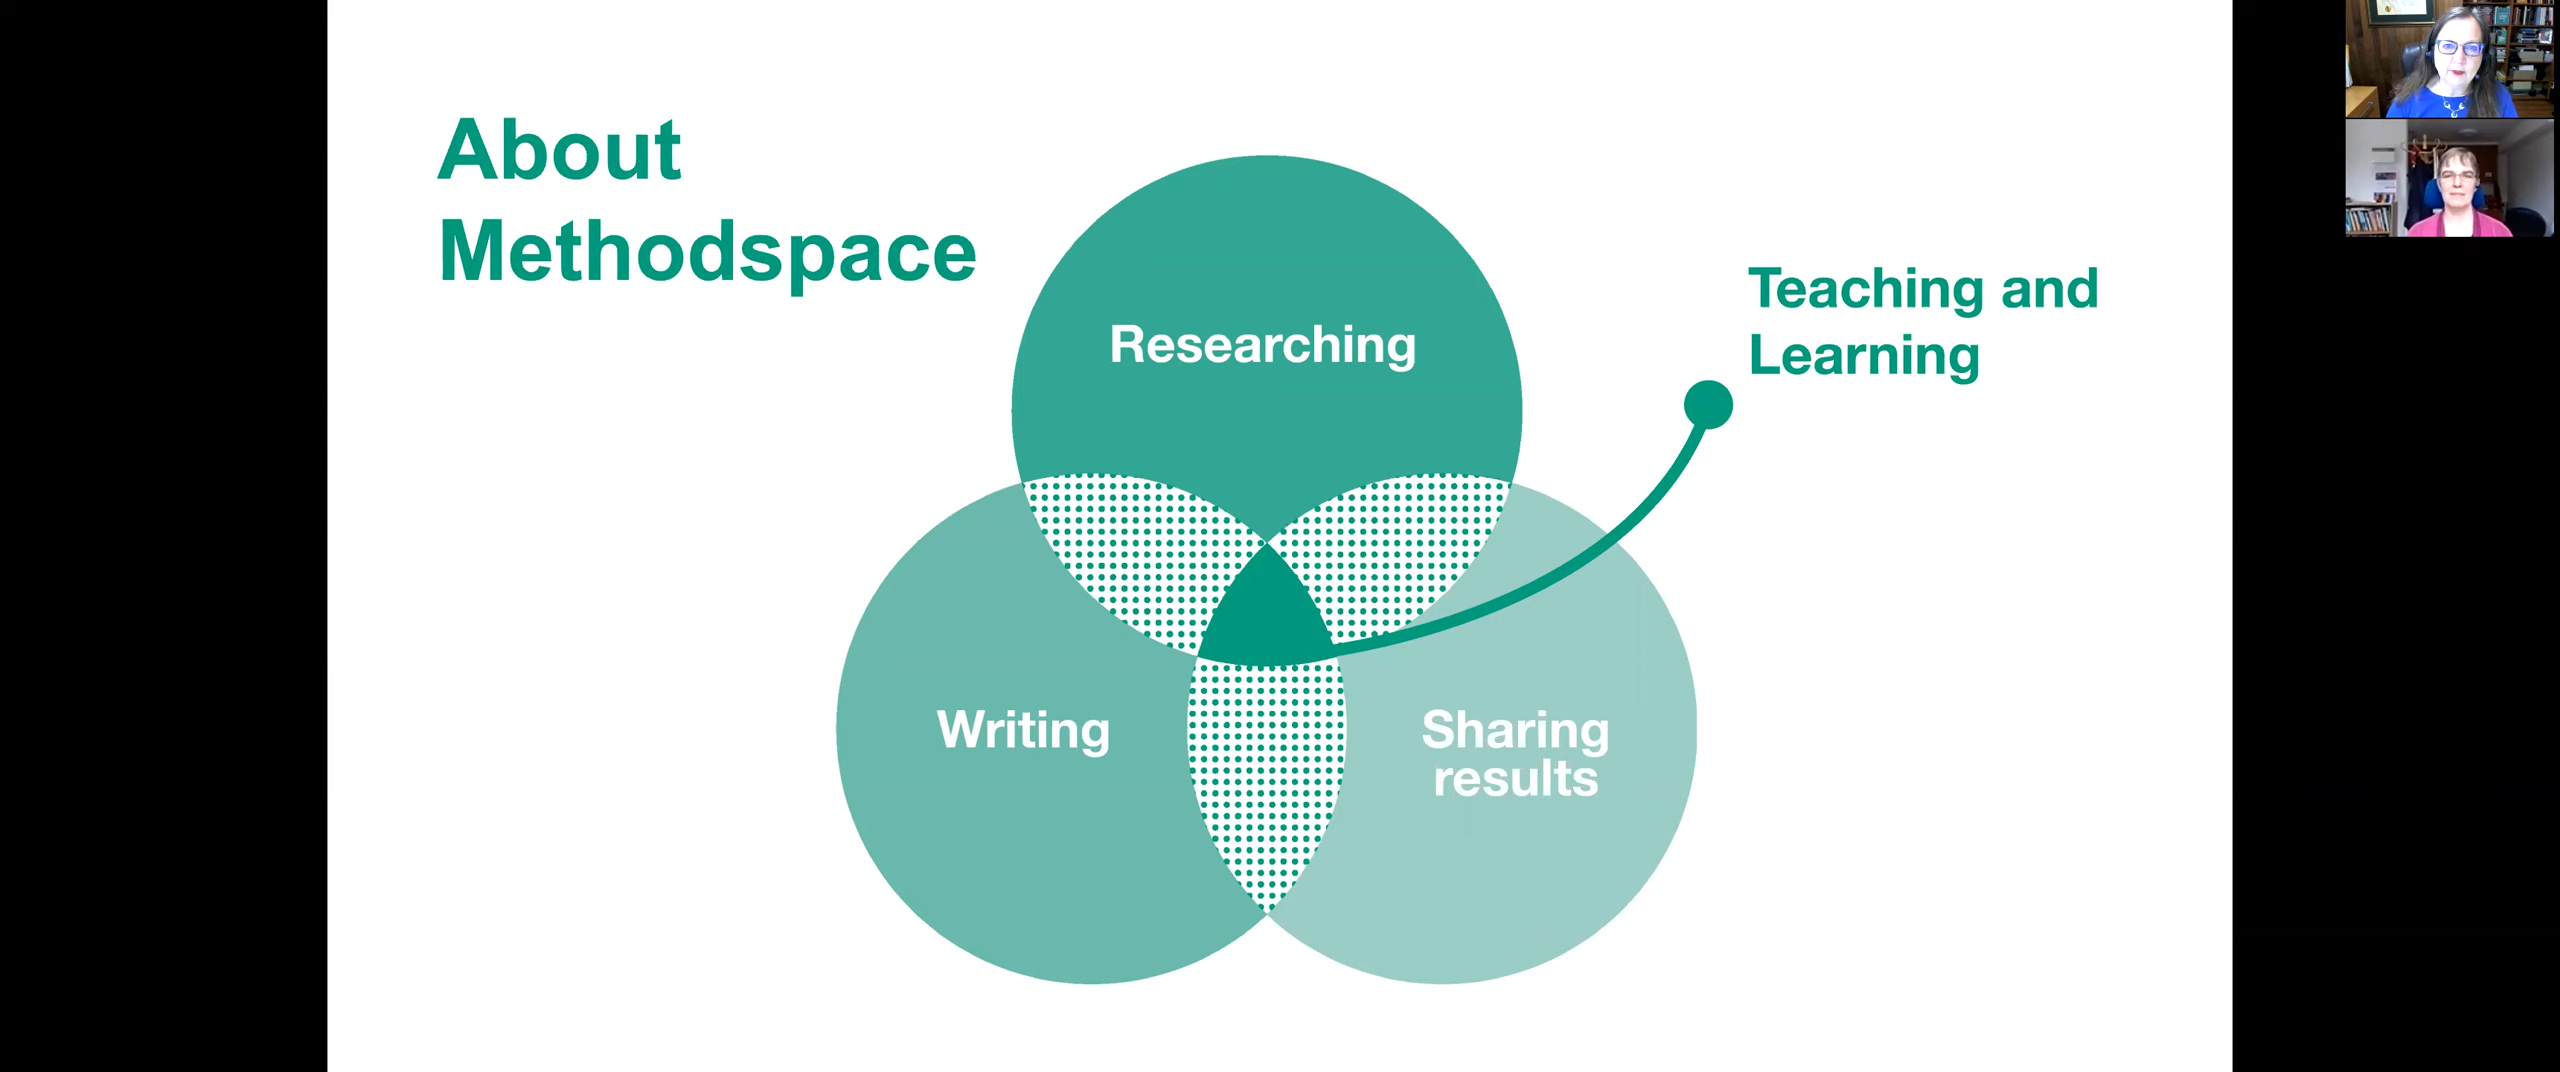 About
Methodspace
Researching
Teaching and
Learning
Writing
Sharing
results